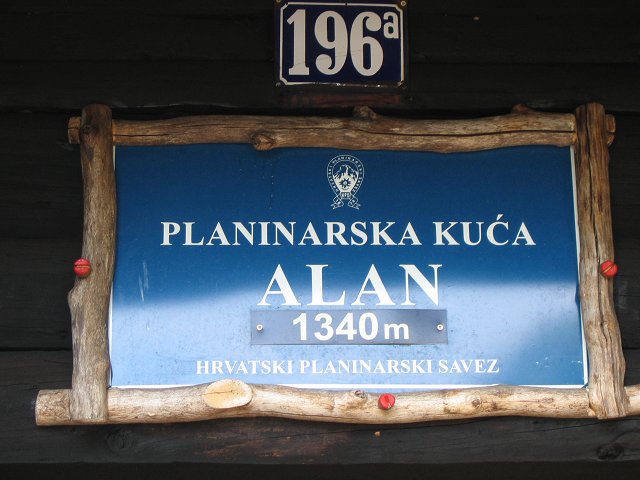 196a
PLANINARSKA KUĆA
ALAN
1340m
HRVATSKI PLANINARSKI SAVEZ